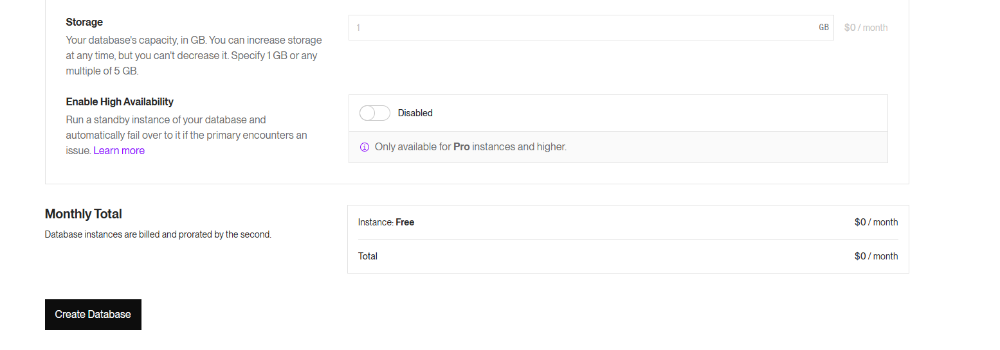 Storage
1
GB
$0 / month
Your database's capacity, in GB. You can increase storage
at any time, but you can't decrease it. Specify 1 GB or any
multiple of 5 GB.
Enable High Availability
Run a standby instance of your database and
automatically fail over to it if the primary encounters an
issue. Learn more
Disabled
Only available for Pro instances and higher.
Monthly Total
Database instances are billed and prorated by the second.
Instance: Free $0 / month
Total $0 / month
Create Database